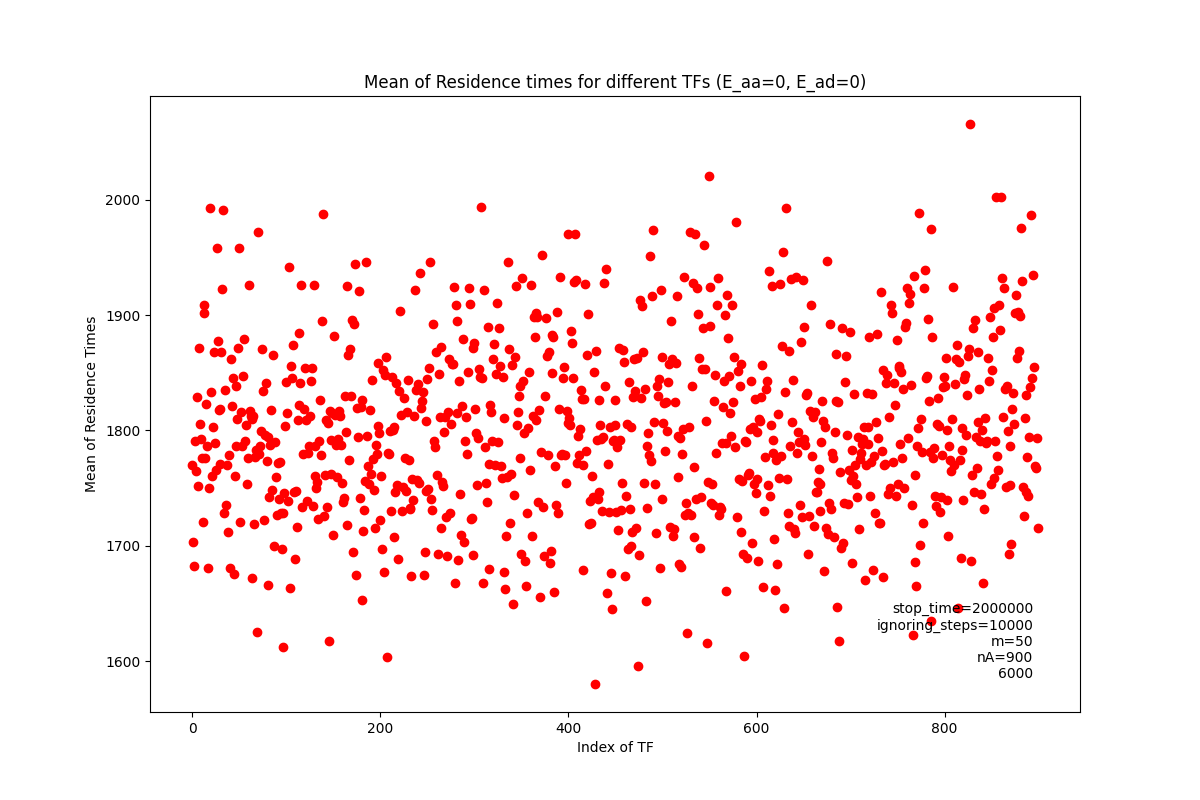 Mean of Residence times for different TFs (E_aa=0, E_ad=0)
Mean of Residence Times
2000
1900
1800
1700
1600
stop_time=2000000
ignoring_steps=10000
m=50
nA=900
6000
0 200 400 600 800
Index of TF